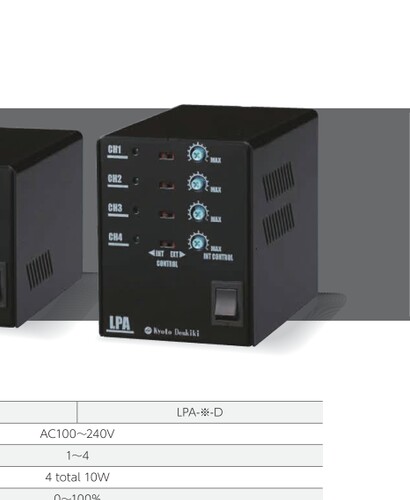 CH1
MAX
CH2
MAX
CH3
MAX
CH4
MAX
◀INT EXT▶ INT CONTROL
CONTROL
LPA Kyoto Denkiki
LPA-※-D
AC100～240V
1～4
4 total 10W
0～100%